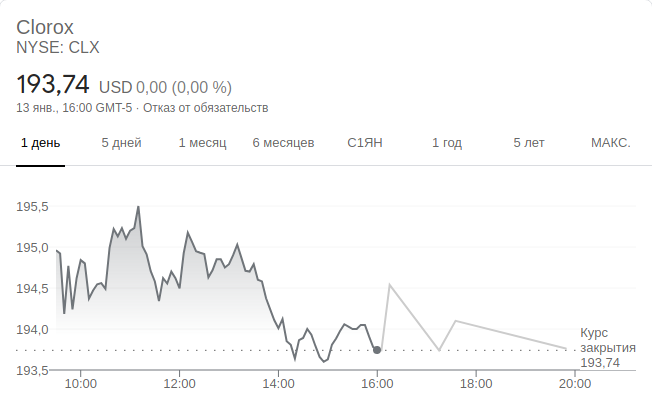 Clorox
NYSE: CLX
193,74 USD 0,00 (0,00 %)
13 янв., 16:00 GMT-5 · Отказ от обязательств
1 день 5 дней 1 месяц 6 месяцев С1ЯН 1 год 5 лет МАКС.
195,5
195,0
194,5
194,0
193,5
Курс
закрытия
193,74
10:00 12:00 14:00 16:00 18:00 20:00